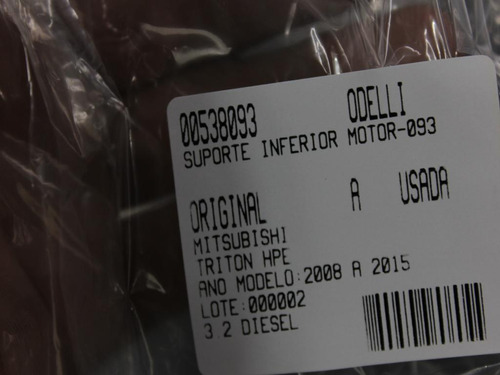 00538093 ODELLI
SUPORTE INFERIOR MOTOR-093
ORIGINAL A USADA
MITSUBISHI
TRITON HPE
ANO MODELO:2008 A 2015
LOTE:000002
3.2 DIESEL